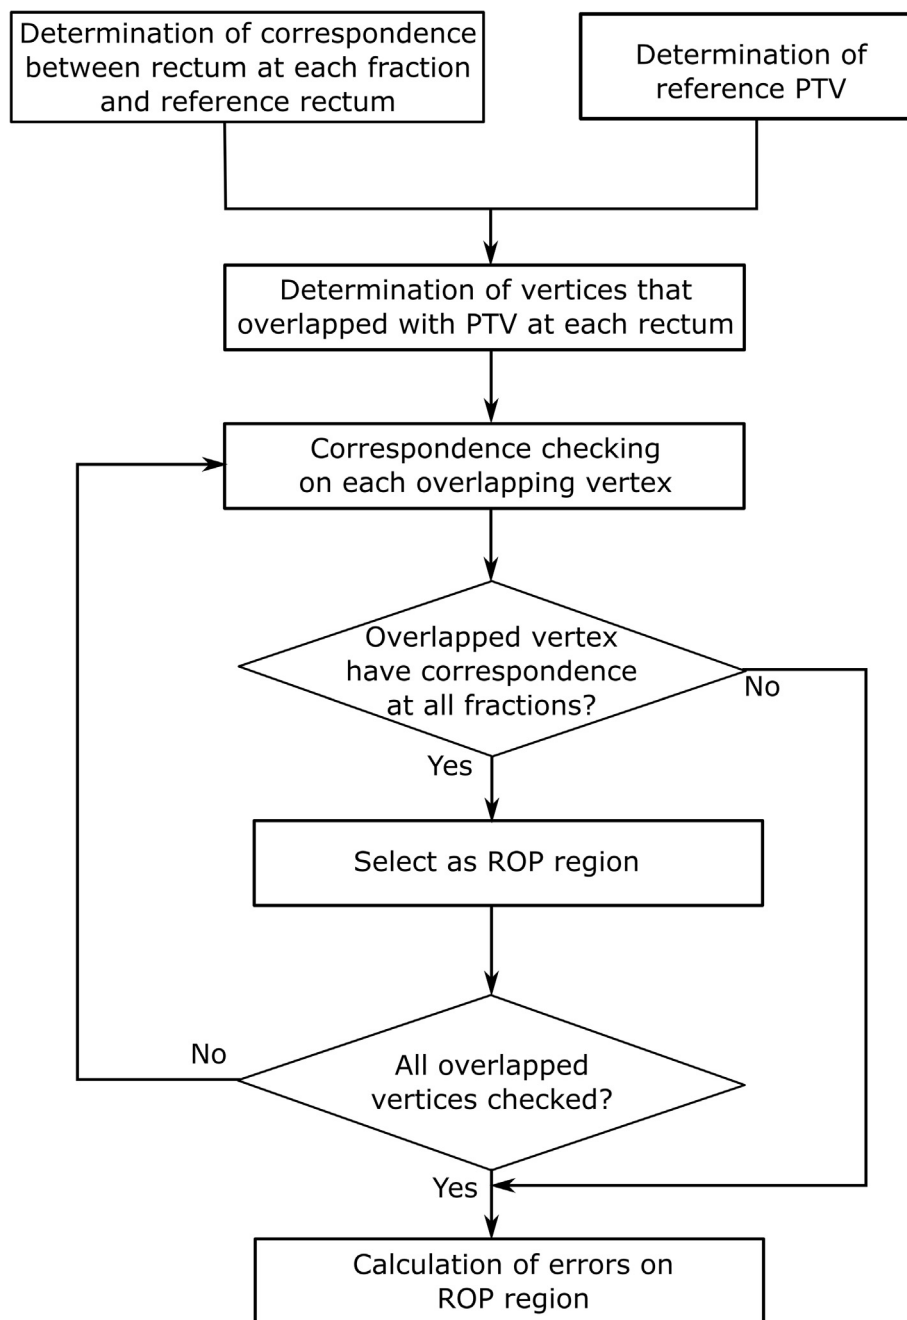 Determination of correspondence
between rectum at each fraction
and reference rectum
Determination of
reference PTV
Determination of vertices that
overlapped with PTV at each rectum
Correspondence checking
on each overlapping vertex
Overlapped vertex
have correspondence
at all fractions?
No
Yes
Select as ROP region
No
All overlapped
vertices checked?
Yes
Calculation of errors on
ROP region